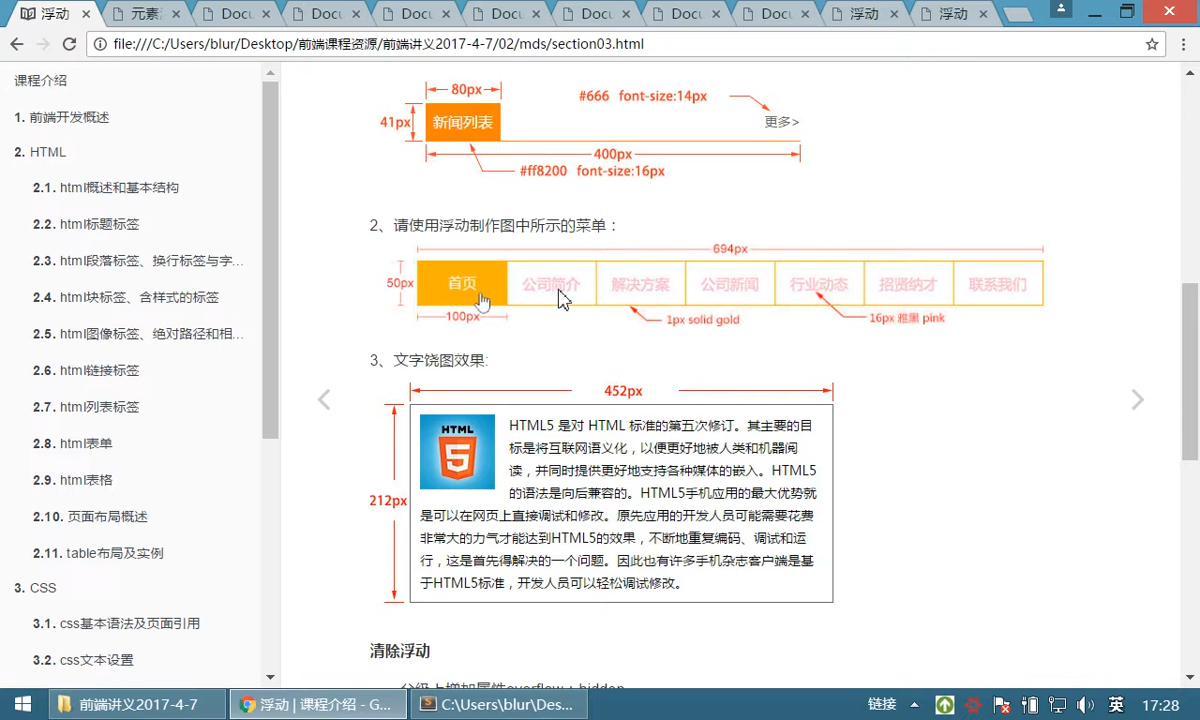 浮动
元素
Docu
Docu
Docu
Docu
Docu
Docu
Docu
浮动
浮动
file:///C:/Users/blur/Desktop/前端课程资源/前端讲义2017-4-7/02/mds/section03.html
课程介绍
1. 前端开发概述
2. HTML
2.1. html概述和基本结构
2.2. html标题标签
2.3. html段落标签、换行标签与字...
2.4. html块标签、含样式的标签
2.5. html图像标签、绝对路径和相...
2.6. html链接标签
2.7. html列表标签
2.8. html表单
2.9. html表格
2.10. 页面布局概述
2.11. table布局及实例
3. CSS
3.1. css基本语法及页面引用
3.2. css文本设置
80px
#666 font-size:14px
41px
新闻列表
更多>
400px
#ff8200 font-size:16px
2、请使用浮动制作图中所示的菜单：
694px
50px
首页
公司简介
解决方案
公司新闻
行业动态
招贤纳才
联系我们
100px
1px solid gold
16px 雅黑 pink
3、文字饶图效果:
452px
212px
HTML
5
HTML5 是对 HTML 标准的第五次修订。其主要的目
标是将互联网语义化，以便更好地被人类和机器阅
读，并同时提供更好地支持各种媒体的嵌入。HTML5
的语法是向后兼容的。HTML5手机应用的最大优势就
是可以在网页上直接调试和修改。原先应用的开发人员可能需要花费
非常大的力气才能达到HTML5的效果，不断地重复编码、调试和运
行，这是首先得解决的一个问题。因此也有许多手机杂志客户端是基
于HTML5标准，开发人员可以轻松调试修改。
清除浮动
父级上增加属性overflow：hidden
前端讲义2017-4-7
浮动 | 课程介绍 - G...
C:\Users\blur\Des...
链接
英
17:28